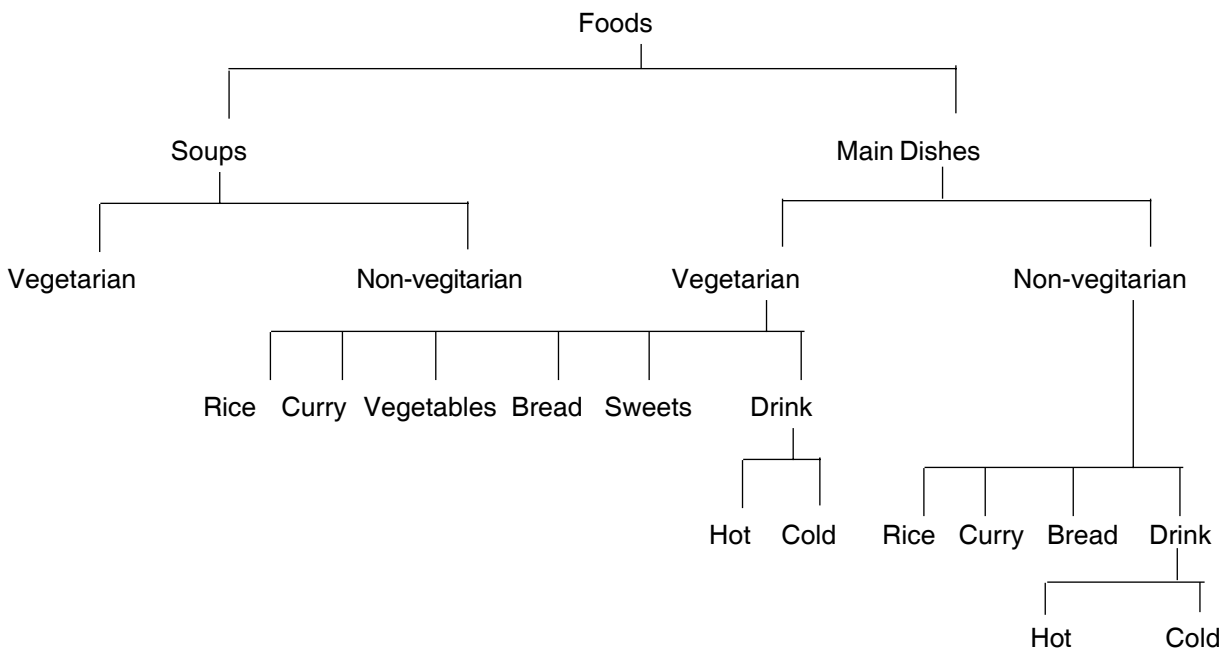 Foods
Soups Main Dishes
Vegetarian Non-vegitarian Vegetarian Non-vegitarian
Rice Curry Vegetables Bread Sweets Drink
Hot Cold Rice Curry Bread Drink
Hot Cold